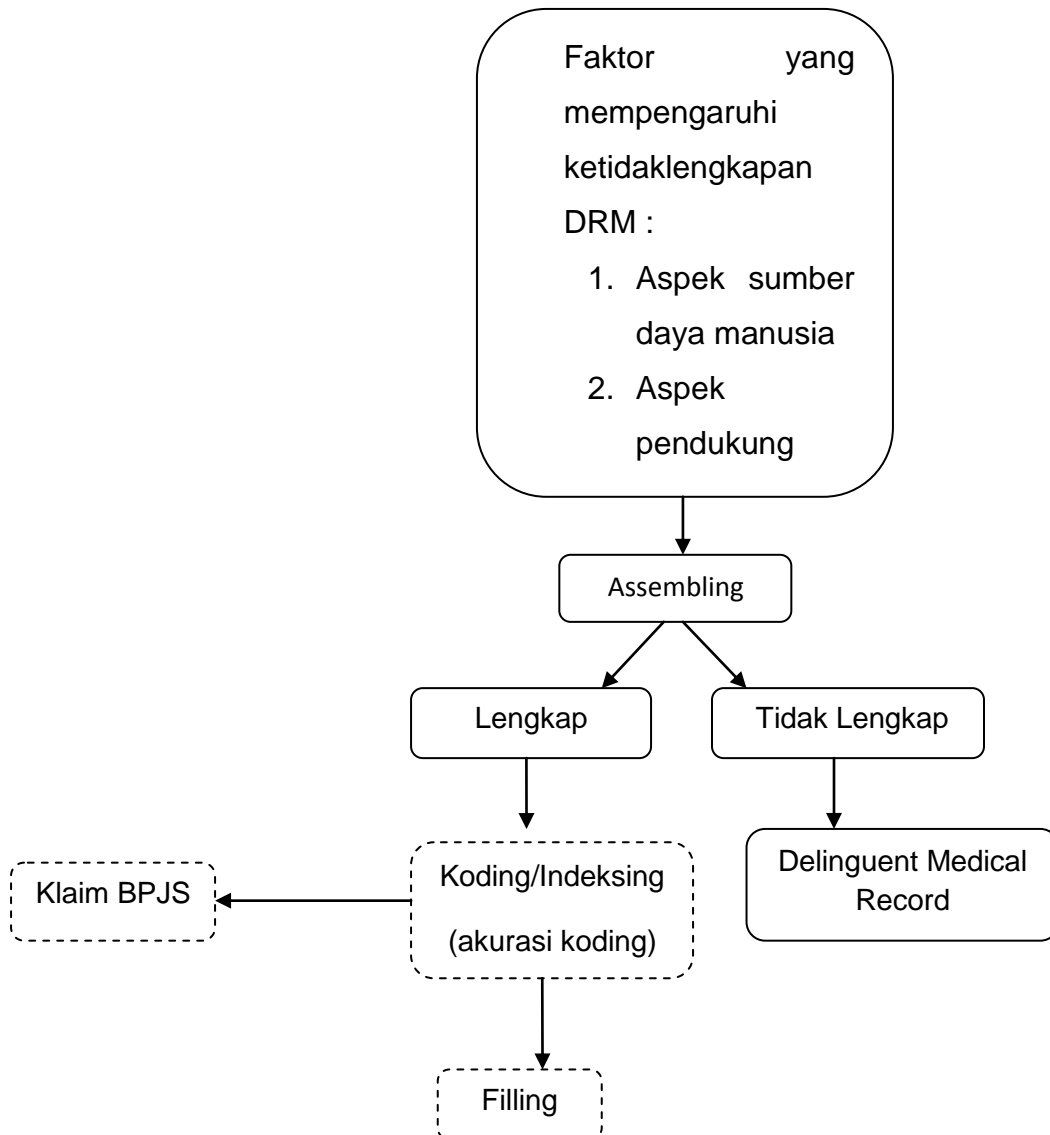 Faktor yang
mempengaruhi
ketidaklengkapan
DRM :
1. Aspek sumber
daya manusia
2. Aspek
pendukung
Assembling
Lengkap
Tidak Lengkap
Klaim BPJS
Koding/Indeksing
(akurasi koding)
Delinguent Medical
Record
Filling